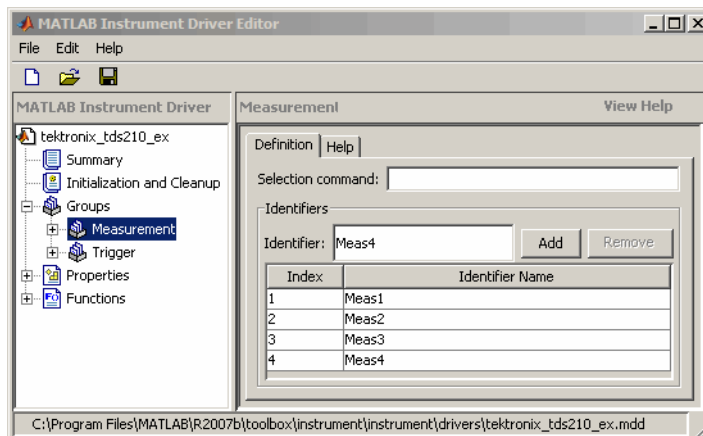 MATLAB Instrument Driver Editor
File Edit Help
MATLAB Instrument Driver
tektronix_tds210_ex
Summary
Initialization and Cleanup
Groups
Measurement
Trigger
Properties
Functions
Measurement View Help
Definition Help
Selection command:
Identifiers
Identifier: Meas4 Add Remove
Index Identifier Name
1 Meas1
2 Meas2
3 Meas3
4 Meas4
C:\Program Files\MATLAB\R2007b\toolbox\instrument\instrument\drivers\tektronix_tds210_ex.mdd